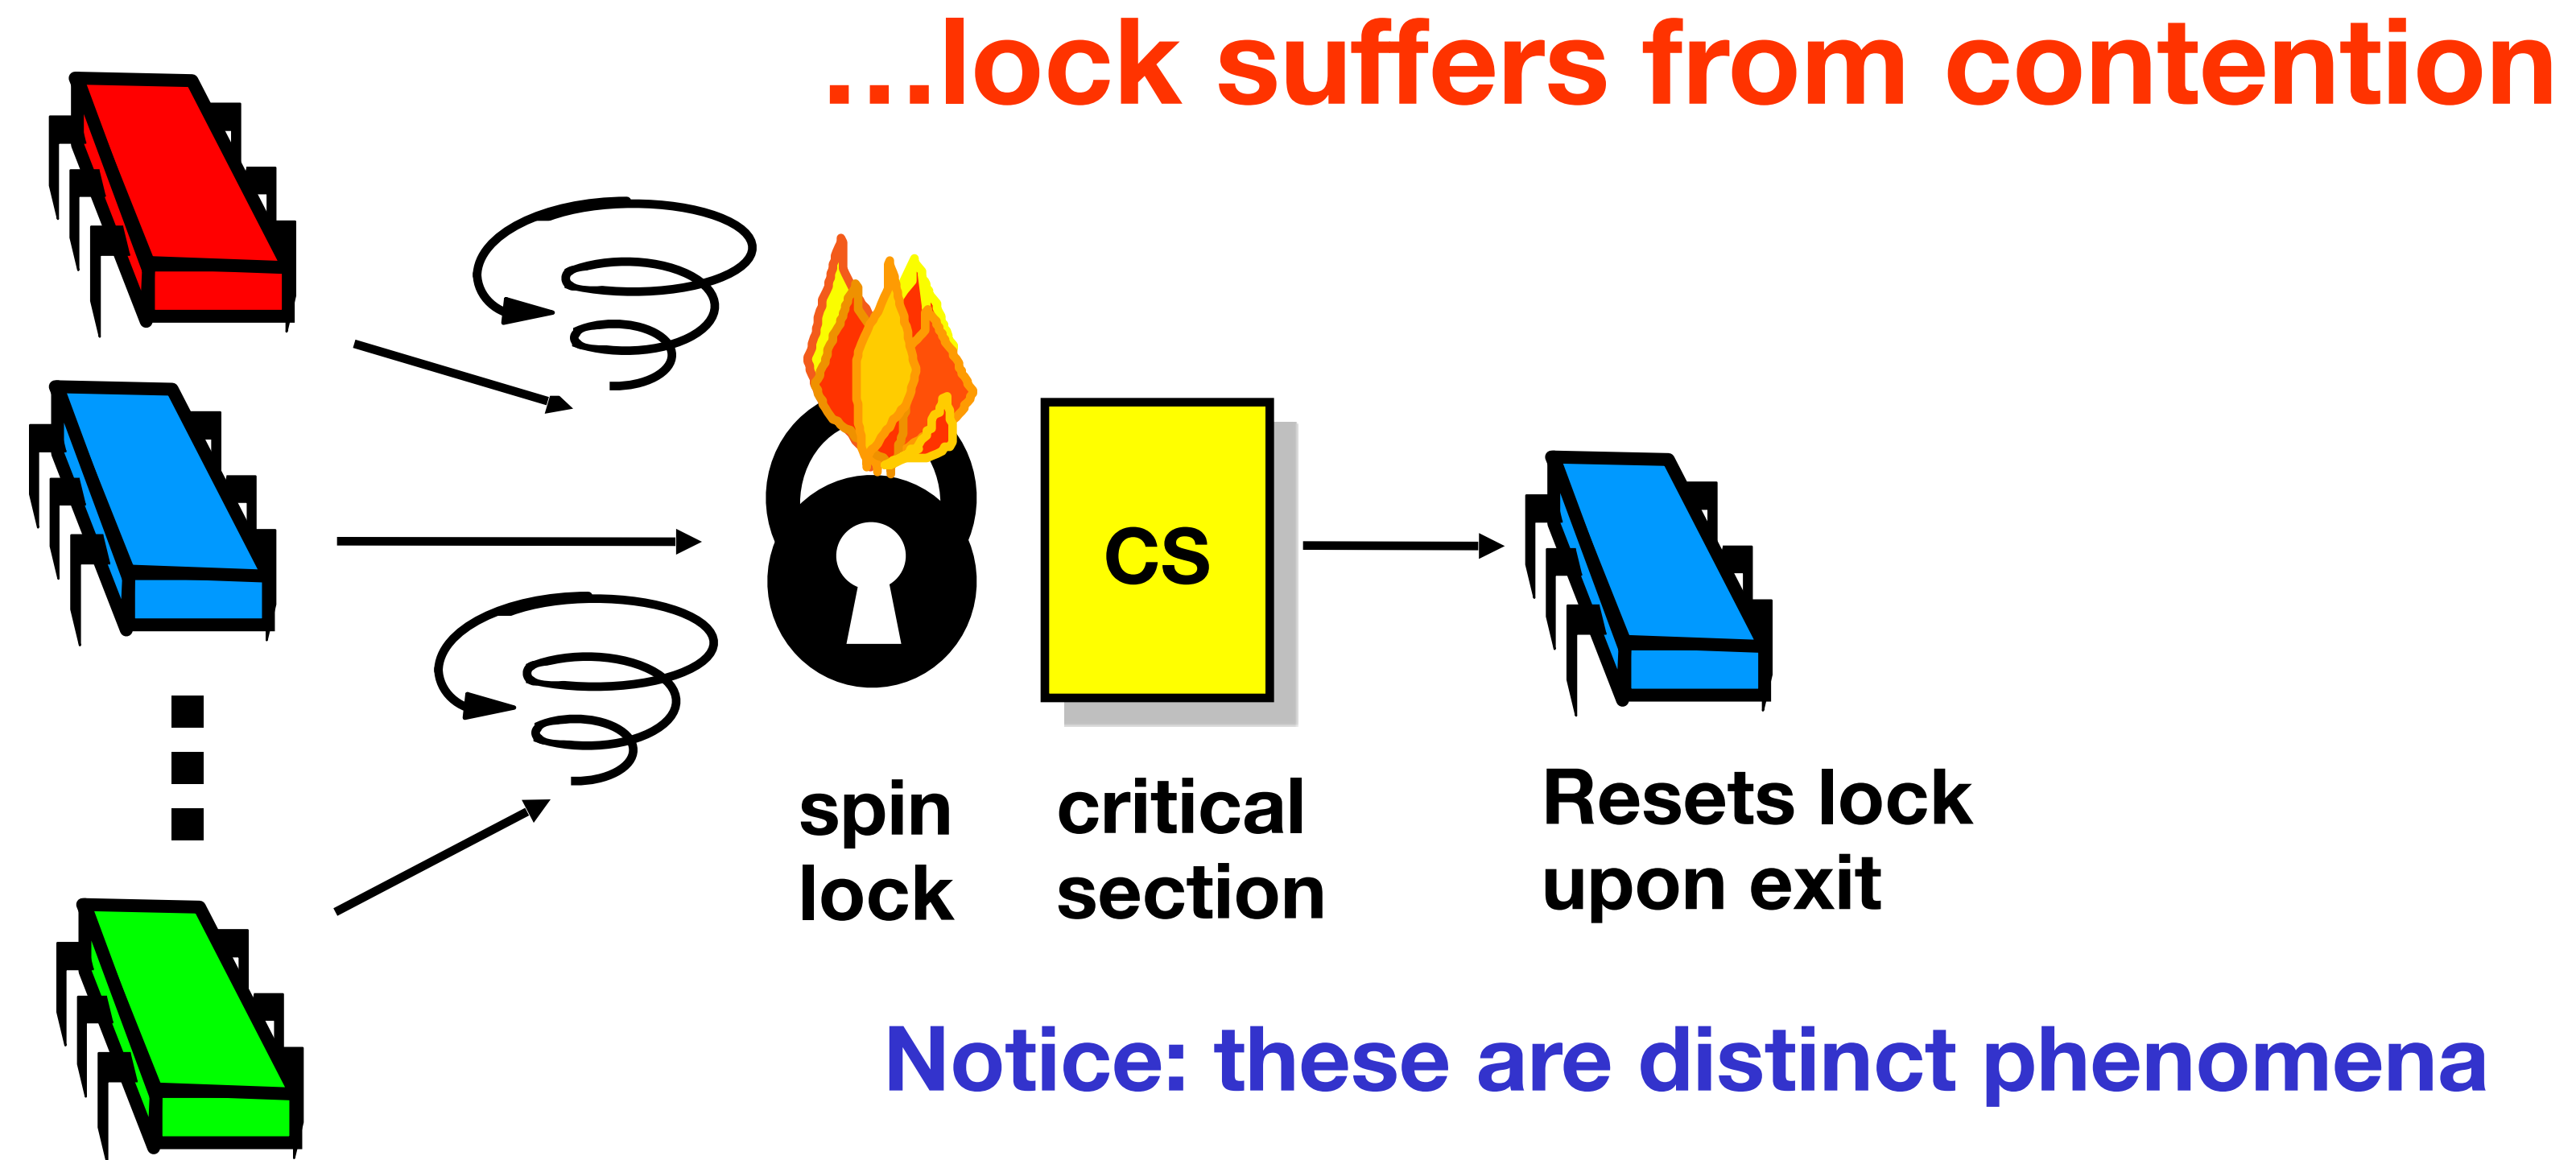 ...lock suffers from contention
CS
spin
lock
critical
section
Resets lock
upon exit
Notice: these are distinct phenomena